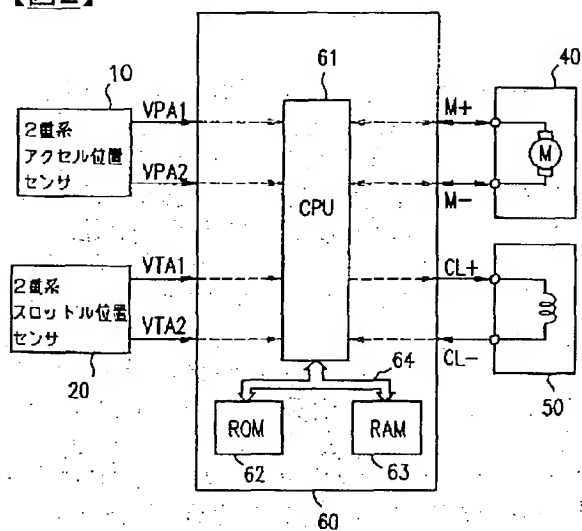 10
2重系
アクセル位置
センサ
VPA1
VPA2
2重系
スロットル位置
センサ
20
VTA1
VTA2
61
CPU
64
ROM
62
RAM
63
60
M+
M-
40
M
CL+
CL-
50